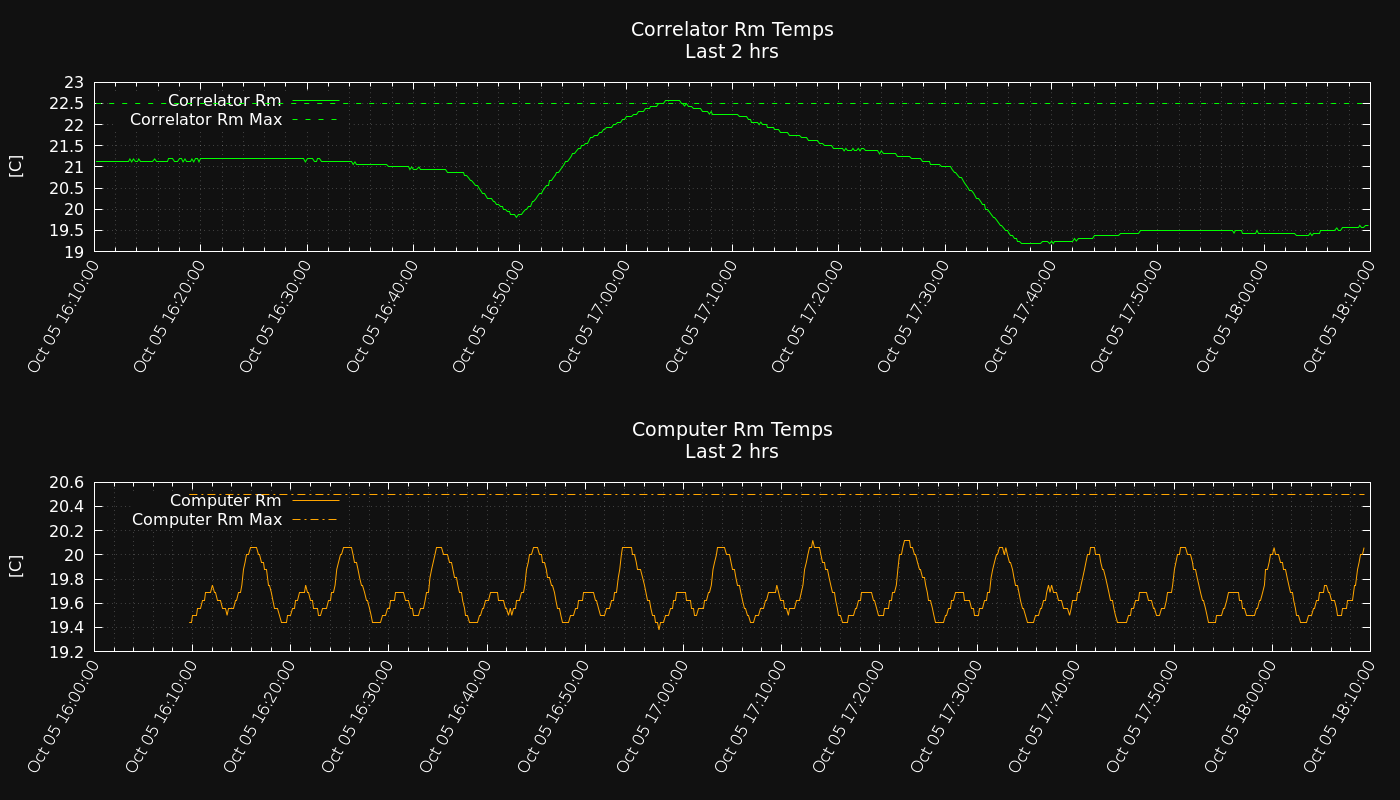 Correlator Rm Temps
Last 2 hrs
23
22.5
22
21.5
21
20.5
20
19.5
19
[C]
Correlator Rm
Correlator Rm Max
Oct 05 16:10:00
Oct 05 16:20:00
Oct 05 16:30:00
Oct 05 16:40:00
Oct 05 16:50:00
Oct 05 17:00:00
Oct 05 17:10:00
Oct 05 17:20:00
Oct 05 17:30:00
Oct 05 17:40:00
Oct 05 17:50:00
Oct 05 18:00:00
Oct 05 18:10:00
Computer Rm Temps
Last 2 hrs
20.6
20.4
20.2
20
19.8
19.6
19.4
19.2
[C]
Computer Rm
Computer Rm Max
Oct 05 16:00:00
Oct 05 16:10:00
Oct 05 16:20:00
Oct 05 16:30:00
Oct 05 16:40:00
Oct 05 16:50:00
Oct 05 17:00:00
Oct 05 17:10:00
Oct 05 17:20:00
Oct 05 17:30:00
Oct 05 17:40:00
Oct 05 17:50:00
Oct 05 18:00:00
Oct 05 18:10:00